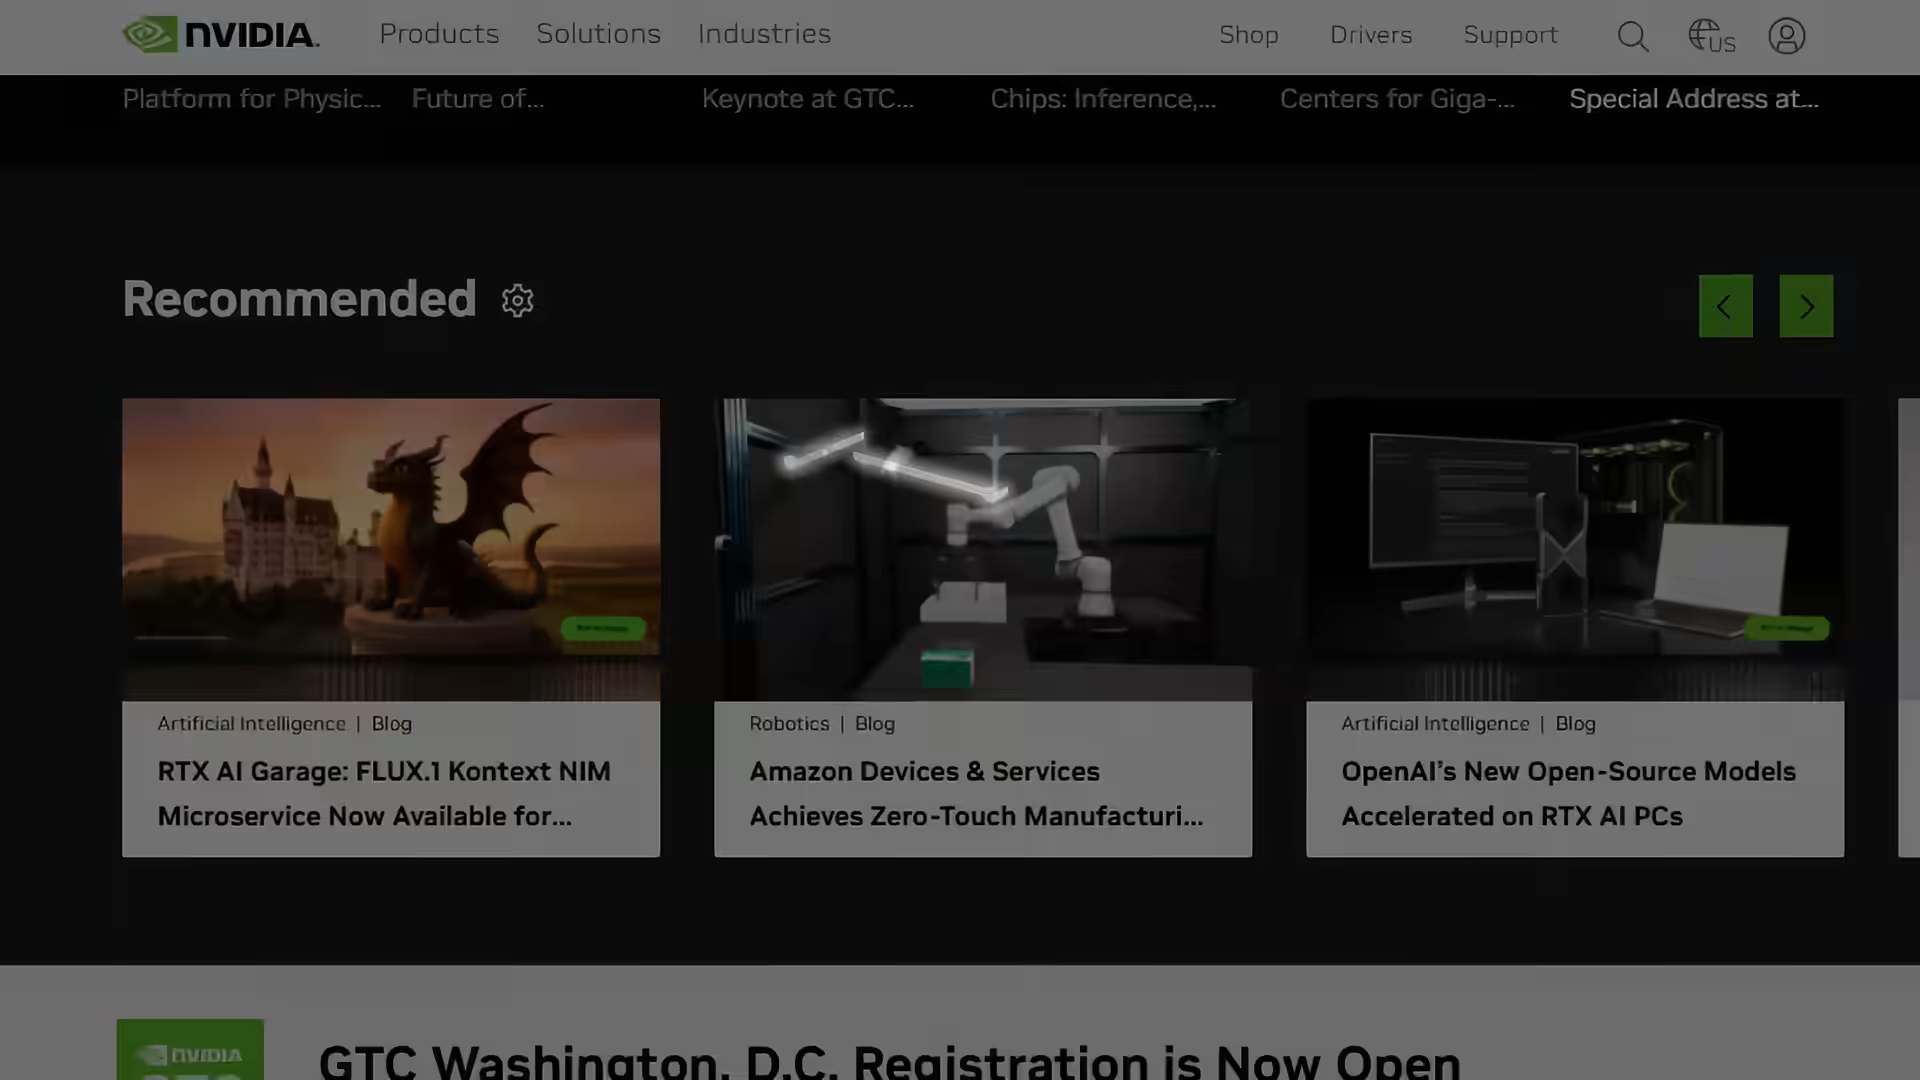 NVIDIA.
Products
Solutions
Industries
Shop
Drivers
Support
US
Platform for Physic...
Future of...
Keynote at GTC...
Chips: Inference,...
Centers for Giga-...
Special Address at...
Recommended
Artificial Intelligence | Blog
RTX AI Garage: FLUX.1 Kontext NIM
Microservice Now Available for...
Robotics | Blog
Amazon Devices & Services
Achieves Zero-Touch Manufacturi...
Artificial Intelligence | Blog
OpenAI's New Open-Source Models
Accelerated on RTX AI PCs
NVIDIA
GTC Washington, D.C. Registration is Now Open